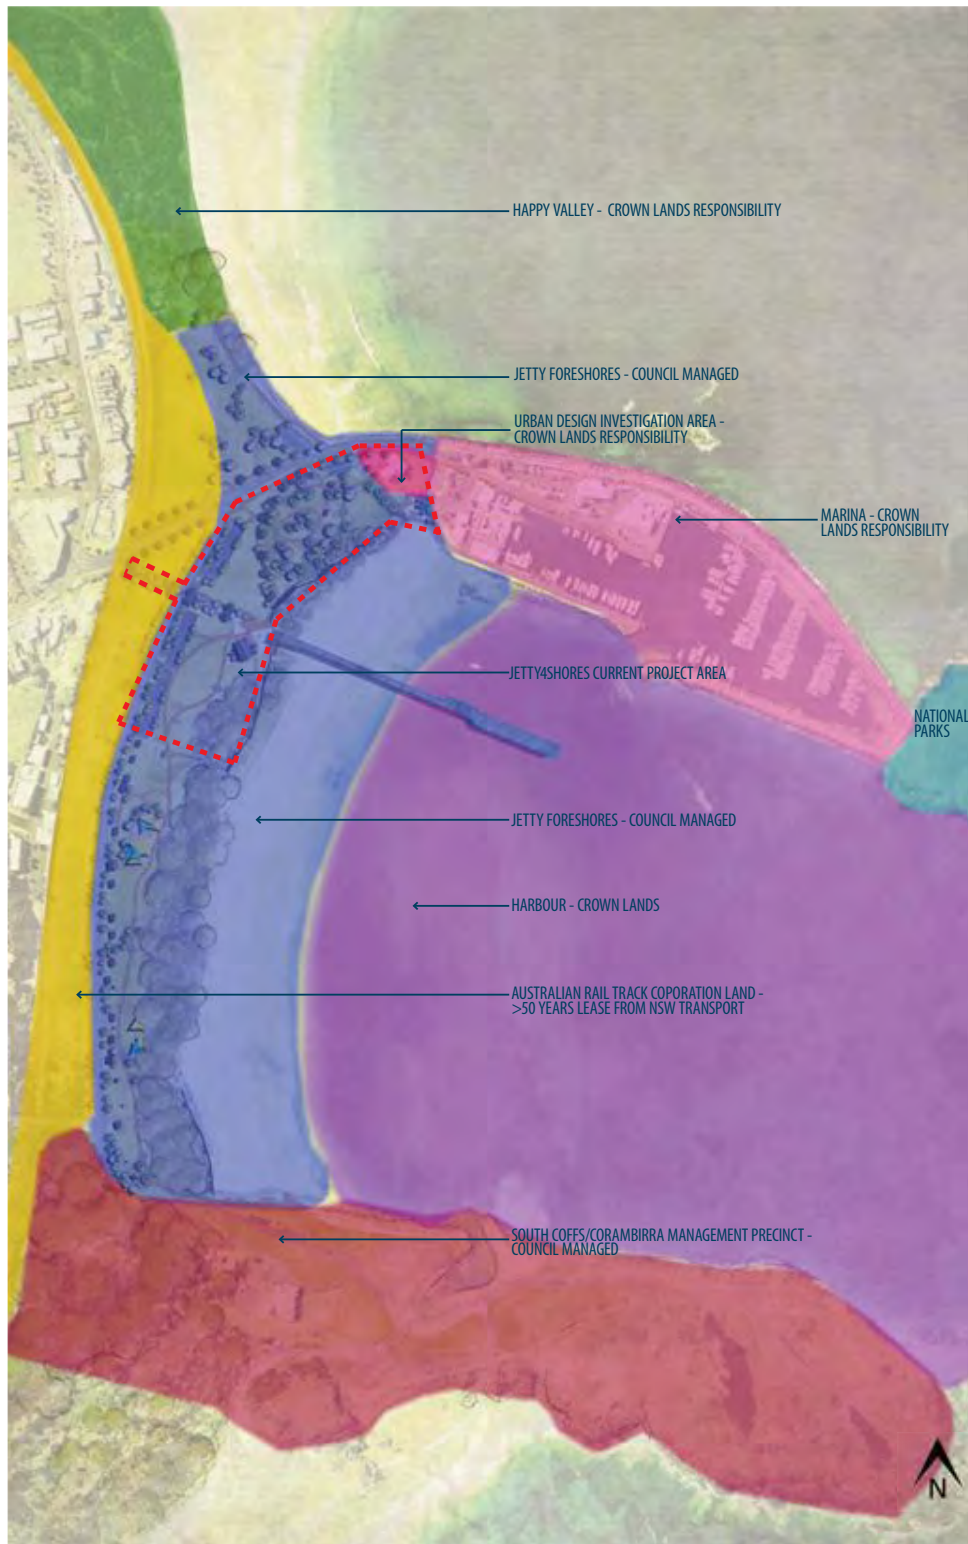 HAPPY VALLEY - CROWN LANDS RESPONSIBILITY
JETTY FORESHORES - COUNCIL MANAGED
URBAN DESIGN INVESTIGATION AREA -
CROWN LANDS RESPONSIBILITY
MARINA - CROWN
LANDS RESPONSIBILITY
JETTY4SHORES CURRENT PROJECT AREA
NATIONAL
PARKS
JETTY FORESHORES - COUNCIL MANAGED
HARBOUR - CROWN LANDS
AUSTRALIAN RAIL TRACK COPORATION LAND -
>50 YEARS LEASE FROM NSW TRANSPORT
SOUTH COFFS/CORAMBIRRA MANAGEMENT PRECINCT -
COUNCIL MANAGED
N